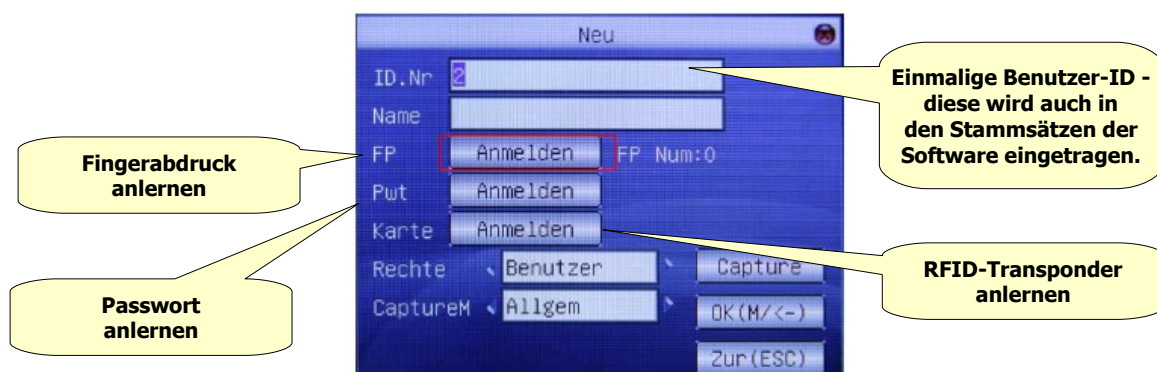 Neu
ID.Nr 2
Name
FP Anmelden FP Num:0
Pwt Anmelden
Karte Anmelden
Rechte Benutzer Capture
CaptureM Allgem OK(M/<-)
Zur(ESC)
Fingerabdruck
anlernen
Passwort
anlernen
Einmalige Benutzer-ID -
diese wird auch in
den Stammsätzen der
Software eingetragen.
RFID-Transponder
anlernen